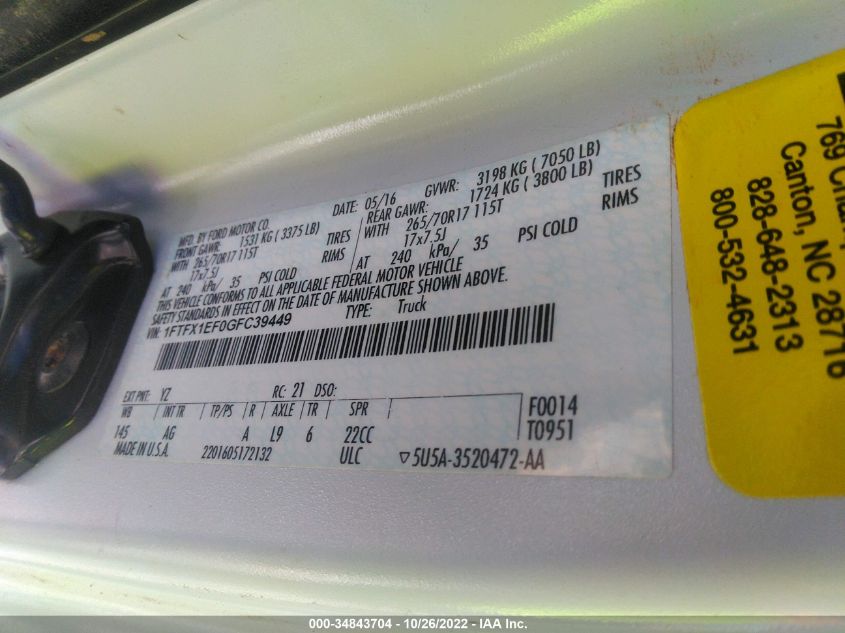 MFD. BY FORD MOTOR CO.
DATE: 05/16 GVWR: 3198 KG ( 7050 LB)
FRONT GAWR: 1531 KG ( 3375 LB) REAR GAWR: 1724 KG ( 3800 LB)
WITH 265/70R17 115T TIRES WITH 265/70R17 115T TIRES
17x7.5J RIMS 17x7.5J RIMS
AT 240 kPa/ 35 PSI COLD AT 240 kPa/ 35 PSI COLD
THIS VEHICLE CONFORMS TO ALL APPLICABLE FEDERAL MOTOR VEHICLE
SAFETY STANDARDS IN EFFECT ON THE DATE OF MANUFACTURE SHOWN ABOVE.
VIN: 1FTFX1EF0GFC39449 TYPE: Truck
EXT PNT: YZ RC: 21 DSO:
WB INT TR TP/PS R AXLE TR SPR
145 AG A L9 6 22CC
F0014
T0951
MADE IN U.S.A. 2201605172132 ULC ▽5U5A-3520472-AA
769
Canton, NC 28716
828-648-2313
800-532-4631
000-34843704 - 10/26/2022 - IAA Inc.